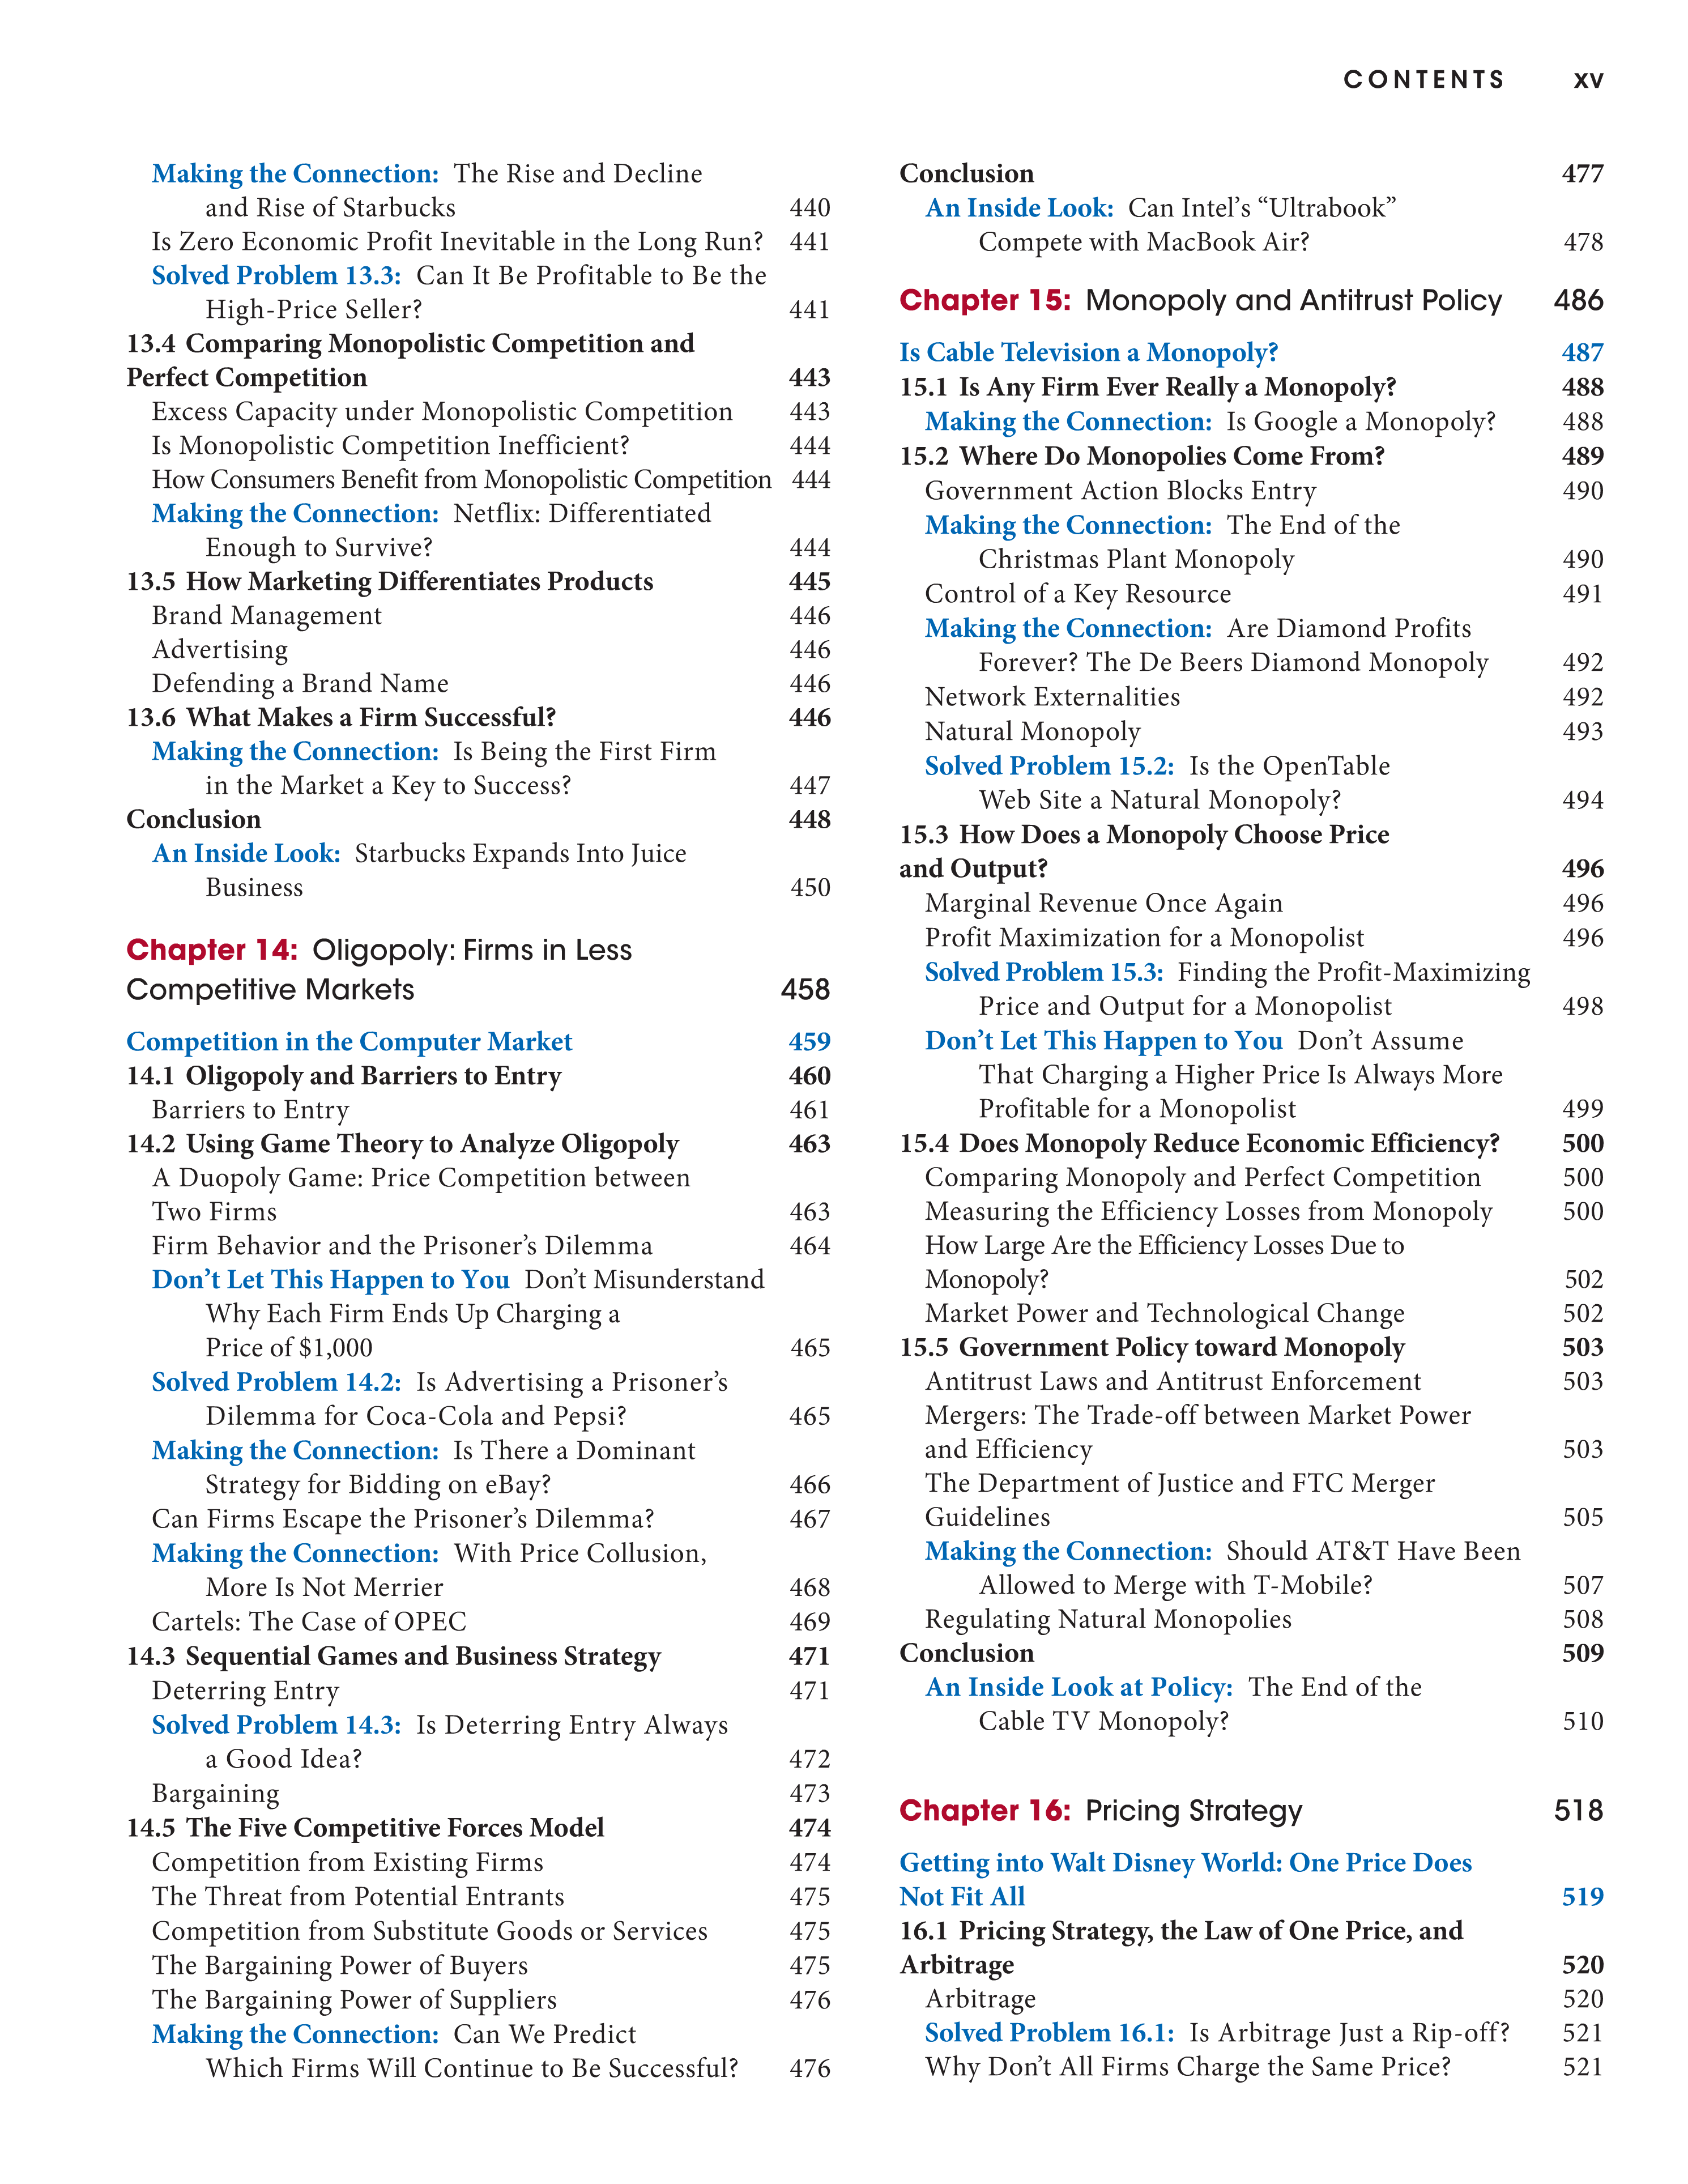 CONTENTS xv
Making the Connection: The Rise and Decline
and Rise of Starbucks 440
Is Zero Economic Profit Inevitable in the Long Run? 441
Solved Problem 13.3: Can It Be Profitable to Be the
High-Price Seller? 441
13.4 Comparing Monopolistic Competition and
Perfect Competition 443
Excess Capacity under Monopolistic Competition 443
Is Monopolistic Competition Inefficient? 444
How Consumers Benefit from Monopolistic Competition 444
Making the Connection: Netflix: Differentiated
Enough to Survive? 444
13.5 How Marketing Differentiates Products 445
Brand Management 446
Advertising 446
Defending a Brand Name 446
13.6 What Makes a Firm Successful? 446
Making the Connection: Is Being the First Firm
in the Market a Key to Success? 447
Conclusion 448
An Inside Look: Starbucks Expands Into Juice
Business 450
Chapter 14: Oligopoly: Firms in Less
Competitive Markets 458
Competition in the Computer Market 459
14.1 Oligopoly and Barriers to Entry 460
Barriers to Entry 461
14.2 Using Game Theory to Analyze Oligopoly 463
A Duopoly Game: Price Competition between
Two Firms 463
Firm Behavior and the Prisoner’s Dilemma 464
Don’t Let This Happen to You Don’t Misunderstand
Why Each Firm Ends Up Charging a
Price of $1,000 465
Solved Problem 14.2: Is Advertising a Prisoner’s
Dilemma for Coca-Cola and Pepsi? 465
Making the Connection: Is There a Dominant
Strategy for Bidding on eBay? 466
Can Firms Escape the Prisoner’s Dilemma? 467
Making the Connection: With Price Collusion,
More Is Not Merrier 468
Cartels: The Case of OPEC 469
14.3 Sequential Games and Business Strategy 471
Deterring Entry 471
Solved Problem 14.3: Is Deterring Entry Always
a Good Idea? 472
Bargaining 473
14.5 The Five Competitive Forces Model 474
Competition from Existing Firms 474
The Threat from Potential Entrants 475
Competition from Substitute Goods or Services 475
The Bargaining Power of Buyers 475
The Bargaining Power of Suppliers 476
Making the Connection: Can We Predict
Which Firms Will Continue to Be Successful? 476
Conclusion 477
An Inside Look: Can Intel’s “Ultrabook”
Compete with MacBook Air? 478
Chapter 15: Monopoly and Antitrust Policy 486
Is Cable Television a Monopoly? 487
15.1 Is Any Firm Ever Really a Monopoly? 488
Making the Connection: Is Google a Monopoly? 488
15.2 Where Do Monopolies Come From? 489
Government Action Blocks Entry 490
Making the Connection: The End of the
Christmas Plant Monopoly 490
Control of a Key Resource 491
Making the Connection: Are Diamond Profits
Forever? The De Beers Diamond Monopoly 492
Network Externalities 492
Natural Monopoly 493
Solved Problem 15.2: Is the OpenTable
Web Site a Natural Monopoly? 494
15.3 How Does a Monopoly Choose Price
and Output? 496
Marginal Revenue Once Again 496
Profit Maximization for a Monopolist 496
Solved Problem 15.3: Finding the Profit-Maximizing
Price and Output for a Monopolist 498
Don’t Let This Happen to You Don’t Assume
That Charging a Higher Price Is Always More
Profitable for a Monopolist 499
15.4 Does Monopoly Reduce Economic Efficiency? 500
Comparing Monopoly and Perfect Competition 500
Measuring the Efficiency Losses from Monopoly 500
How Large Are the Efficiency Losses Due to
Monopoly? 502
Market Power and Technological Change 502
15.5 Government Policy toward Monopoly 503
Antitrust Laws and Antitrust Enforcement 503
Mergers: The Trade-off between Market Power
and Efficiency 503
The Department of Justice and FTC Merger
Guidelines 505
Making the Connection: Should AT&T Have Been
Allowed to Merge with T-Mobile? 507
Regulating Natural Monopolies 508
Conclusion 509
An Inside Look at Policy: The End of the
Cable TV Monopoly? 510
Chapter 16: Pricing Strategy 518
Getting into Walt Disney World: One Price Does
Not Fit All 519
16.1 Pricing Strategy, the Law of One Price, and
Arbitrage 520
Arbitrage 520
Solved Problem 16.1: Is Arbitrage Just a Rip-off? 521
Why Don’t All Firms Charge the Same Price? 521